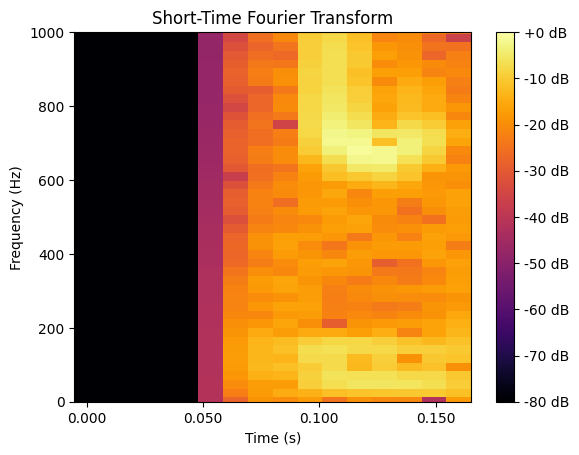 Short-Time Fourier Transform
1000
800
600
400
200
0
Frequency (Hz)
0.000
0.050
0.100
0.150
Time (s)
+0 dB
-10 dB
-20 dB
-30 dB
-40 dB
-50 dB
-60 dB
-70 dB
-80 dB